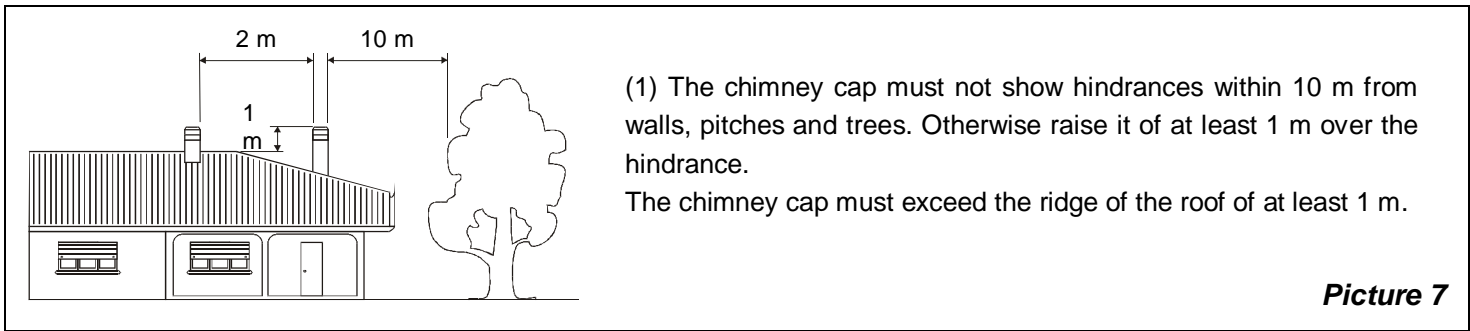 2 m
10 m
1
m
(1) The chimney cap must not show hindrances within 10 m from
walls, pitches and trees. Otherwise raise it of at least 1 m over the
hindrance.
The chimney cap must exceed the ridge of the roof of at least 1 m.
Picture 7